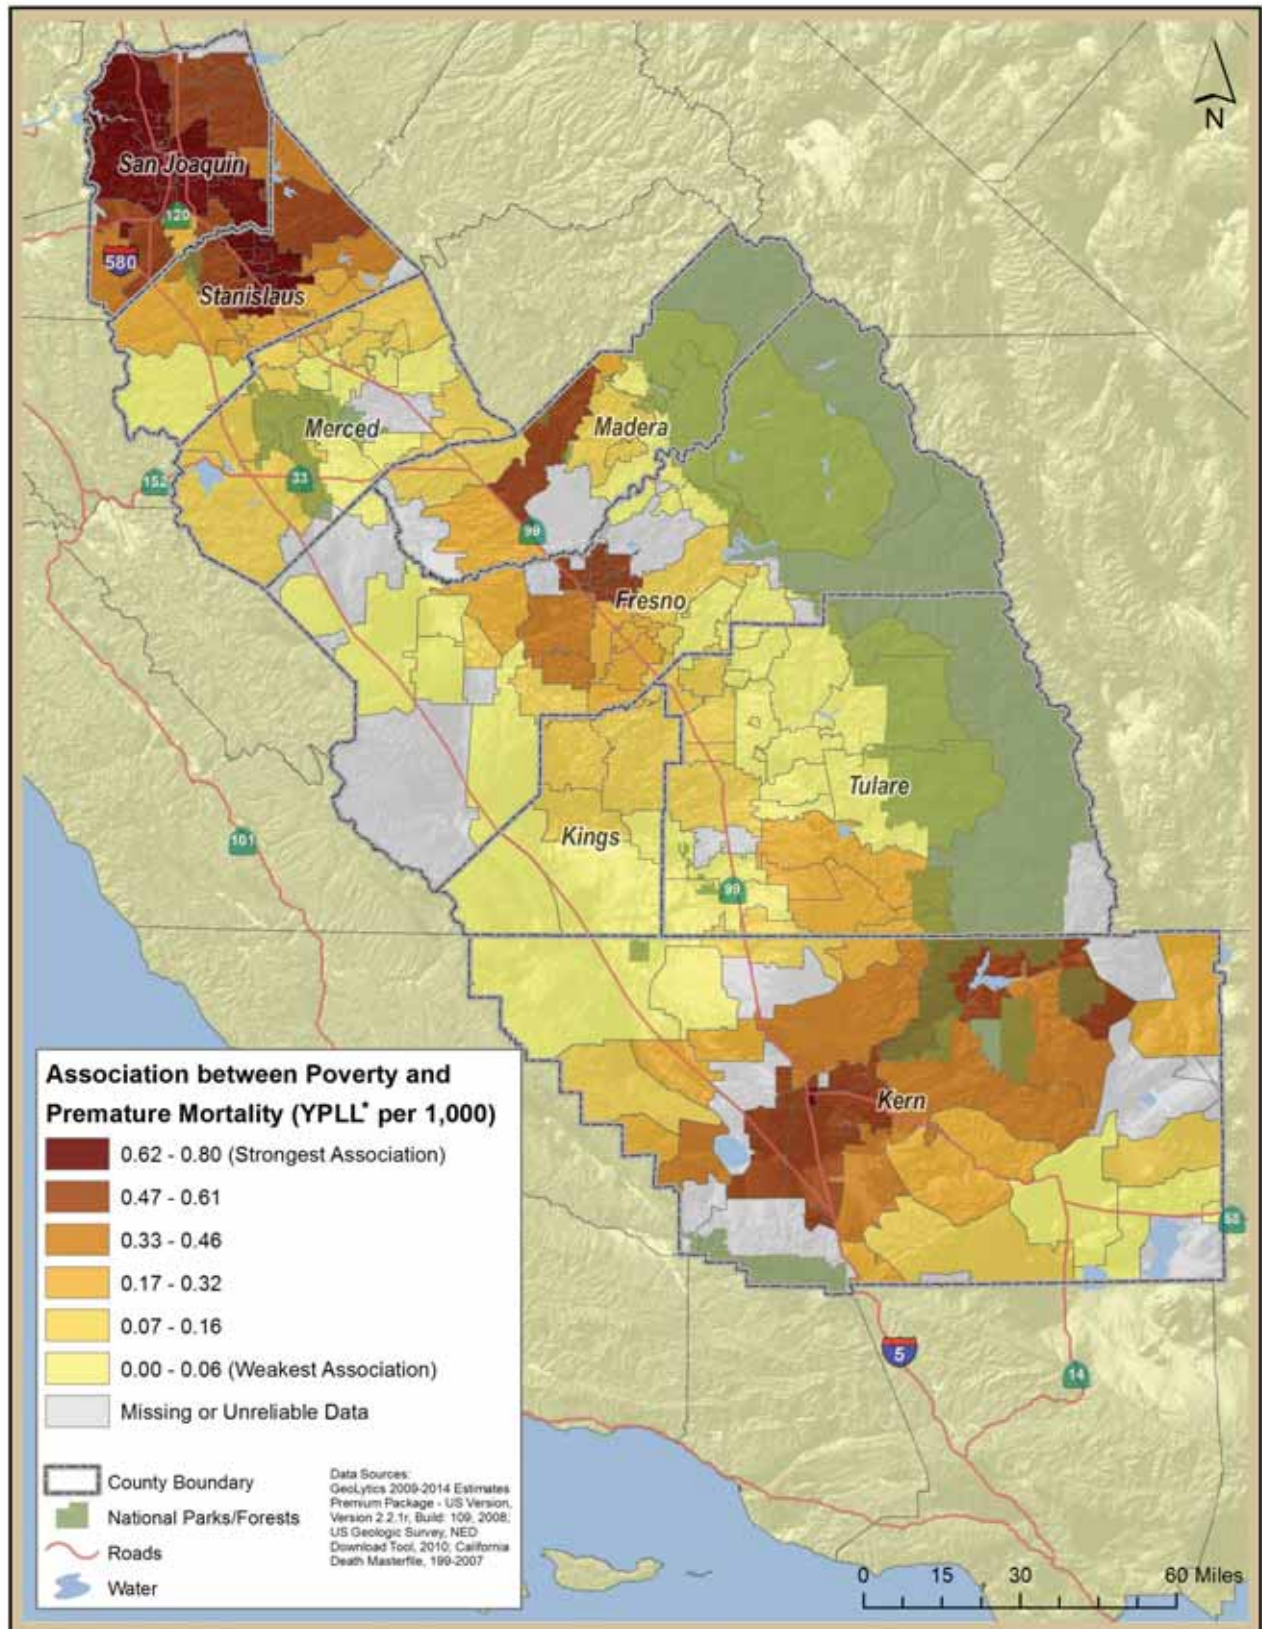 N
San Joaquin
120
580
Stanislaus
Merced
Madera
152
33
99
Fresno
Tulare
Kings
101
99
Kern
58
5
14
Association between Poverty and
Premature Mortality (YPLL* per 1,000)
0.62 - 0.80 (Strongest Association)
0.47 - 0.61
0.33 - 0.46
0.17 - 0.32
0.07 - 0.16
0.00 - 0.06 (Weakest Association)
Missing or Unreliable Data
County Boundary
National Parks/Forests
Roads
Water
Data Sources:
GeoLytics 2009-2014 Estimates
Premium Package - US Version,
Version 2.2.1r, Build: 109, 2008;
US Geologic Survey, NED
Download Tool, 2010; California
Death Masterfile, 199-2007
0 15 30 60 Miles